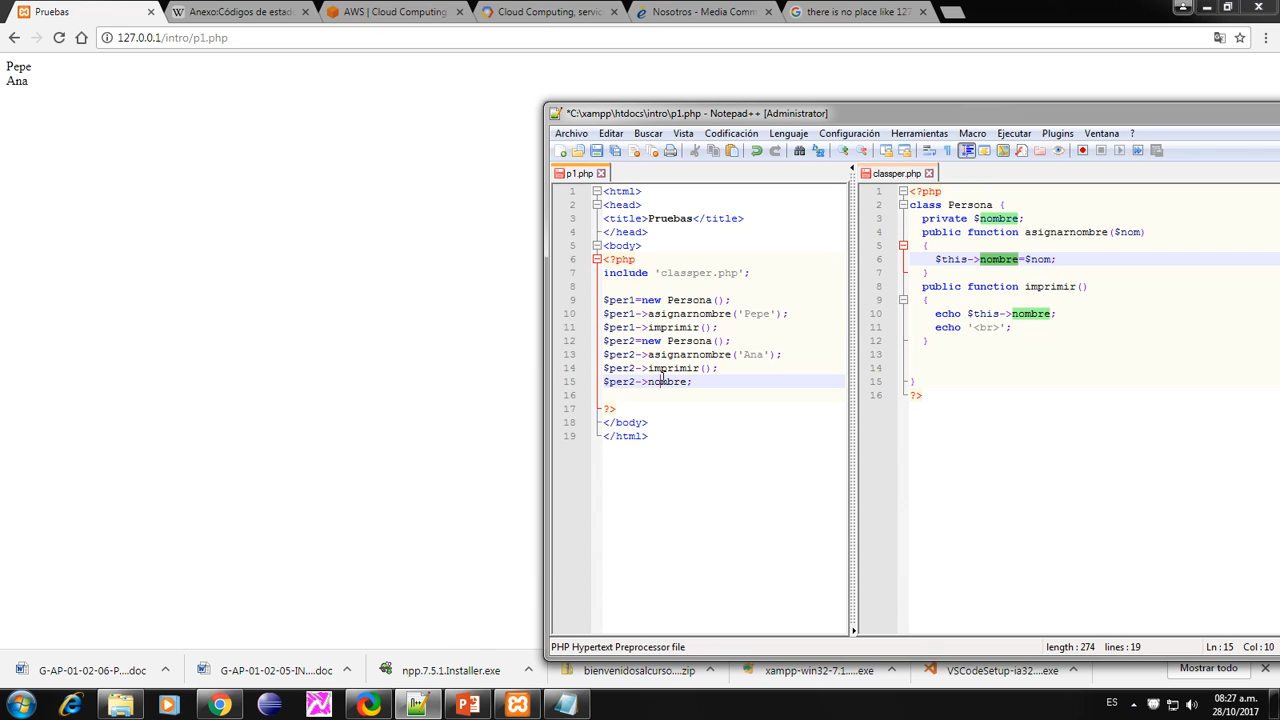 Pruebas
Anexo:Códigos de estad
AWS | Cloud Computing
Cloud Computing, servic
Nosotros - Media Comm
there is no place like 127
127.0.0.1/intro/p1.php
Pepe
Ana
*C:\xampp\htdocs\intro\p1.php - Notepad++ [Administrator]
Archivo Editar Buscar Vista Codificación Lenguaje Configuración Herramientas Macro Ejecutar Plugins Ventana ?
p1.php
1 <html>
2 <head>
3 <title>Pruebas</title>
4 </head>
5 <body>
6 <?php
7 include 'classper.php';
8
9 $per1=new Persona();
10 $per1->asignarnombre('Pepe');
11 $per1->imprimir();
12 $per2=new Persona();
13 $per2->asignarnombre('Ana');
14 $per2->imprimir();
15 $per2->nombre;
16
17 ?>
18 </body>
19 </html>
classper.php
1 <?php
2 class Persona {
3 private $nombre;
4 public function asignarnombre($nom)
5 {
6 $this->nombre=$nom;
7 }
8 public function imprimir()
9 {
10 echo $this->nombre;
11 echo '<br>';
12 }
13
14
15 }
16 ?>
PHP Hypertext Preprocessor file
length : 274 lines : 19
Ln : 15 Col : 10
G-AP-01-02-06-P....doc
G-AP-01-02-05-IN....doc
npp.7.5.1.Installer.exe
bienvenidosalcurso....zip
xampp-win32-7.1....exe
VSCodeSetup-ia32....exe
Mostrar todo
ES
08:27 a.m.
28/10/2017